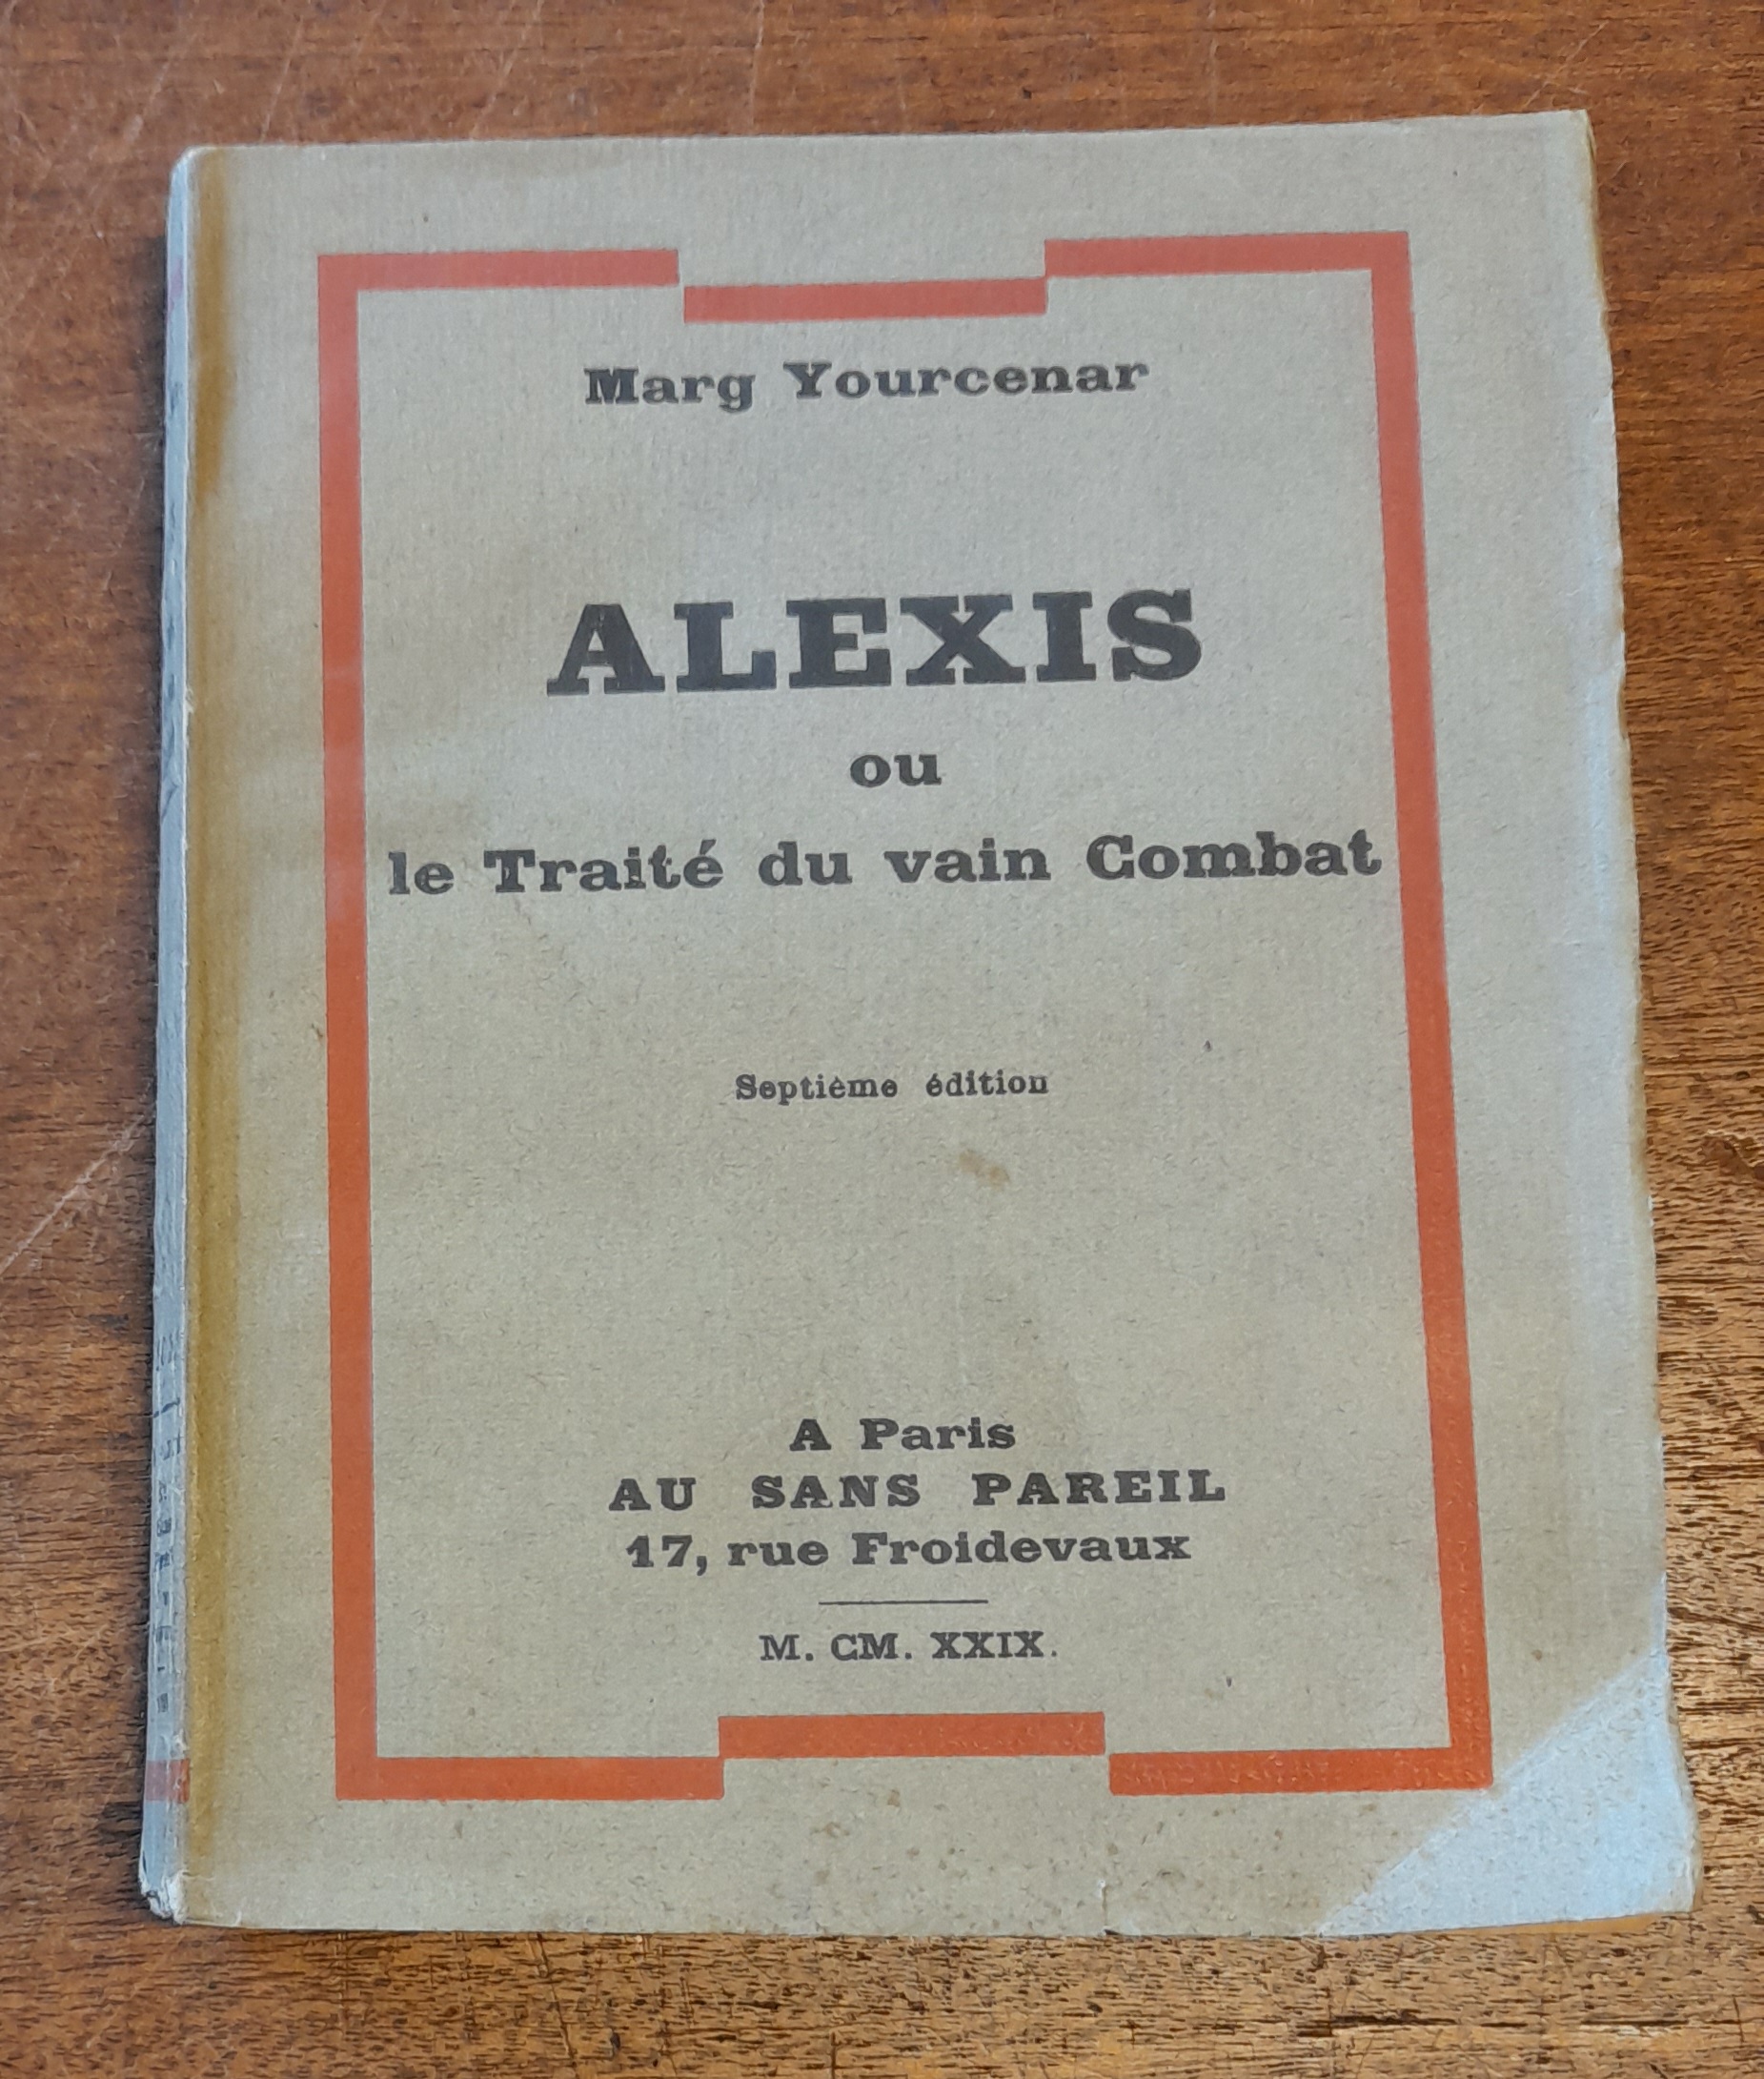 Marg Yourcenar
ALEXIS
ou
le Traité du vain Combat
Septième édition
A Paris
AU SANS PAREIL
17, rue Froidevaux
M. CM. XXIX.